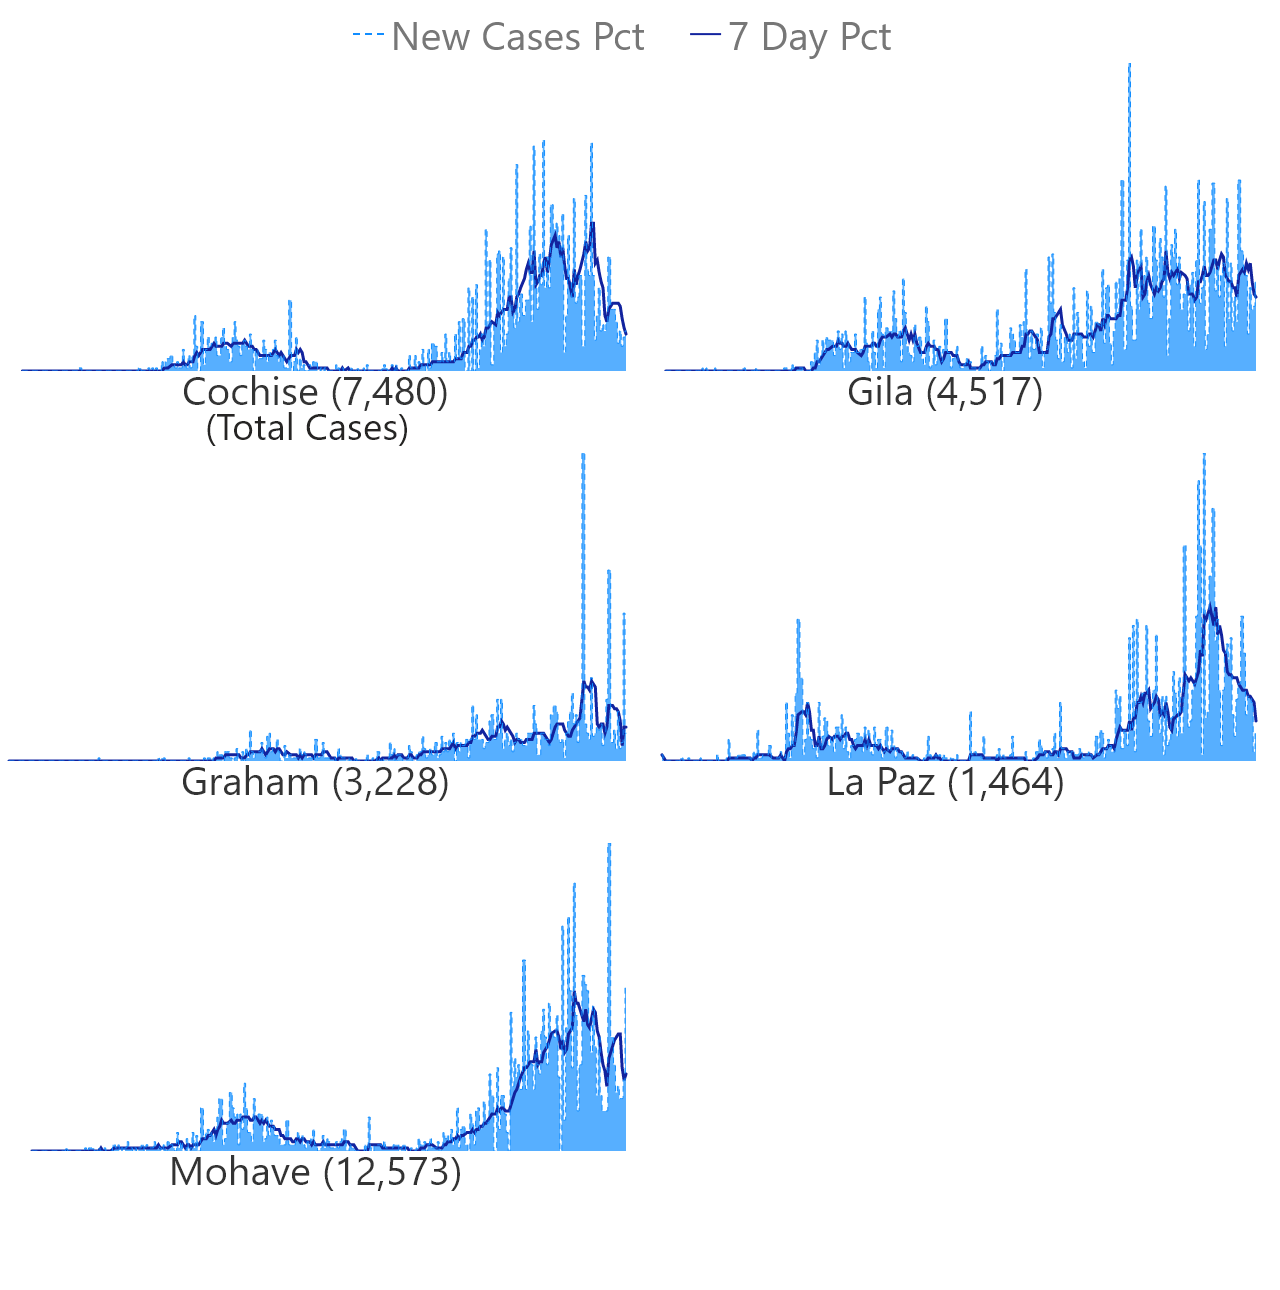 New Cases Pct 7 Day Pct
Cochise (7,480)
(Total Cases)
Gila (4,517)
Graham (3,228)
La Paz (1,464)
Mohave (12,573)